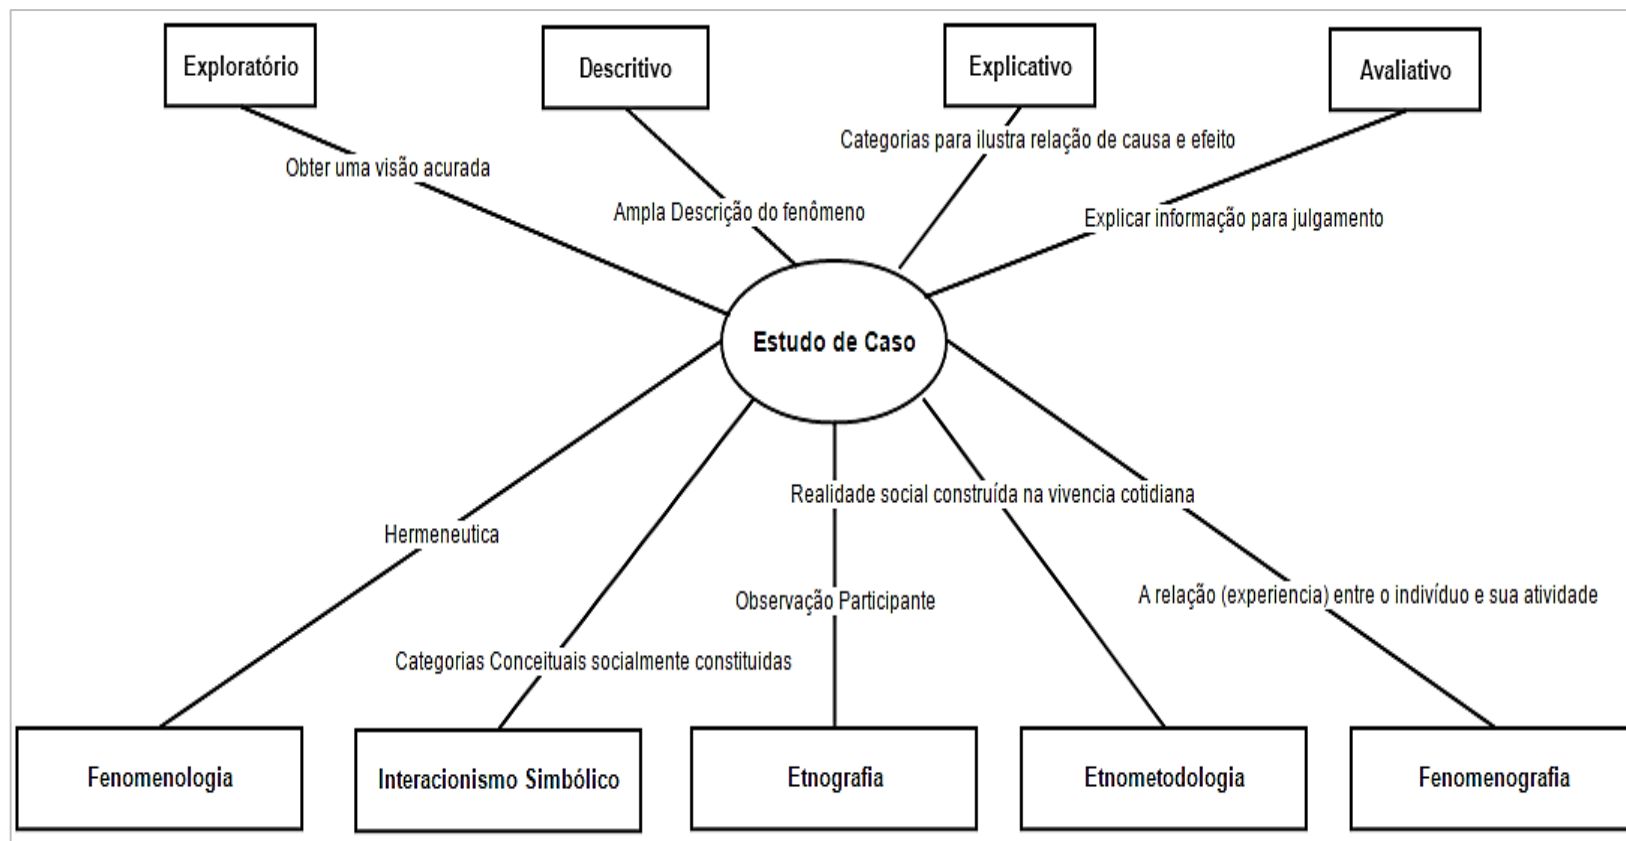 Exploratório
Descritivo
Explicativo
Avaliativo
Categorias para ilustra relação de causa e efeito
Obter uma visão acurada
Ampla Descrição do fenômeno
Explicar informação para julgamento
Estudo de Caso
Realidade social construída na vivencia cotidiana
Hermeneutica
A relação (experiencia) entre o indivíduo e sua atividade
Observação Participante
Categorias Conceituais socialmente constituidas
Fenomenologia
Interacionismo Simbólico
Etnografia
Etnometodologia
Fenomenografia